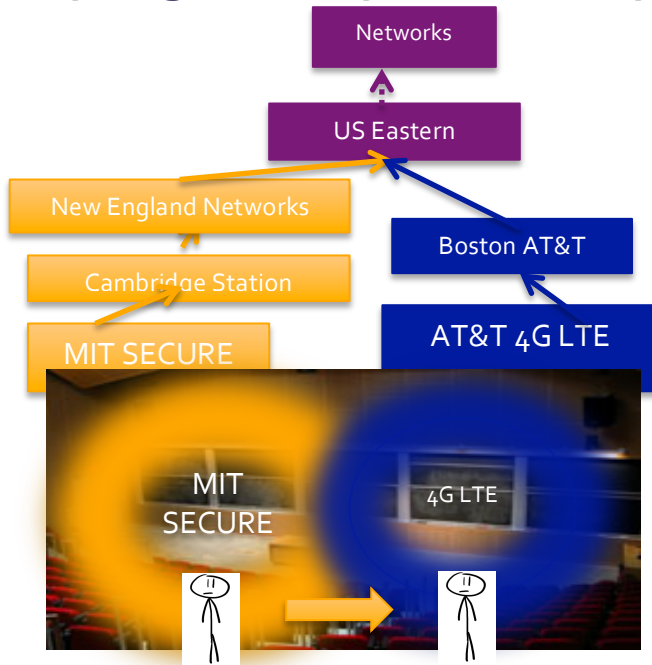 Networks
US Eastern
New England Networks
Boston AT&T
Cambridge Station
MIT SECURE
AT&T 4G LTE
MIT
SECURE
4G LTE